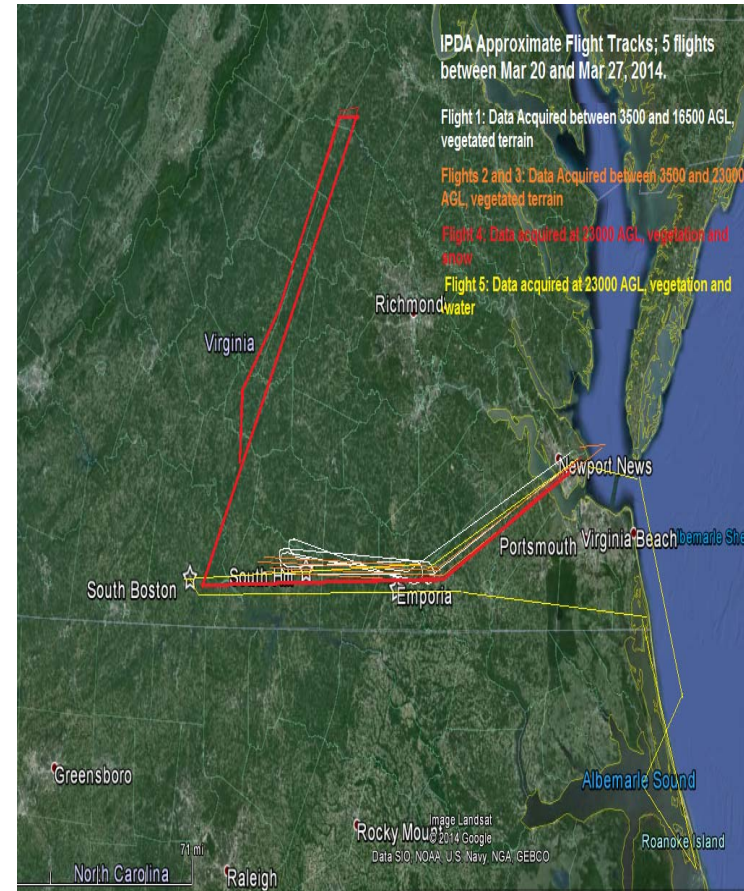 IPDA Approximate Flight Tracks; 5 flights
between Mar 20 and Mar 27, 2014.
Flight 1: Data Acquired between 3500 and 16500 AGL,
vegetated terrain
Flights 2 and 3: Data Acquired between 3500 and 23000
AGL, vegetated terrain
Flight 4: Data acquired at 23000 AGL, vegetation and
snow
Flight 5: Data acquired at 23000 AGL, vegetation and
water
Richmond
Virginia
Newport News
Portsmouth
Virginia Beach
Albemarle She
South Boston
South Hill
Emporia
Greensboro
Albemarle Sound
Rocky Mount
Image Landsat
© 2014 Google
Data SIO, NOAA, U.S. Navy, NGA, GEBCO
Roanoke Island
71 mi
North Carolina
Raleigh